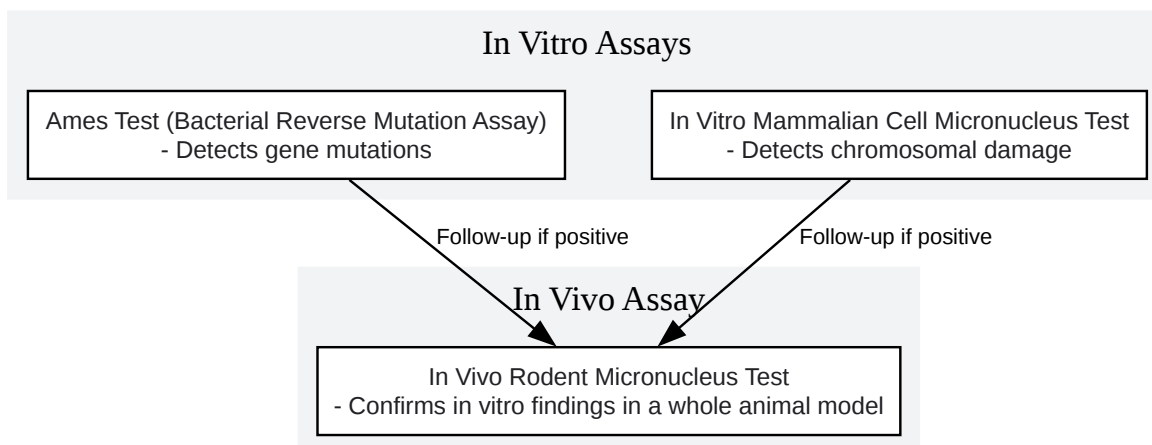 In Vitro Assays
Ames Test (Bacterial Reverse Mutation Assay)
- Detects gene mutations
In Vitro Mammalian Cell Micronucleus Test
- Detects chromosomal damage
Follow-up if positive
Follow-up if positive
In Vivo Assay
In Vivo Rodent Micronucleus Test
- Confirms in vitro findings in a whole animal model